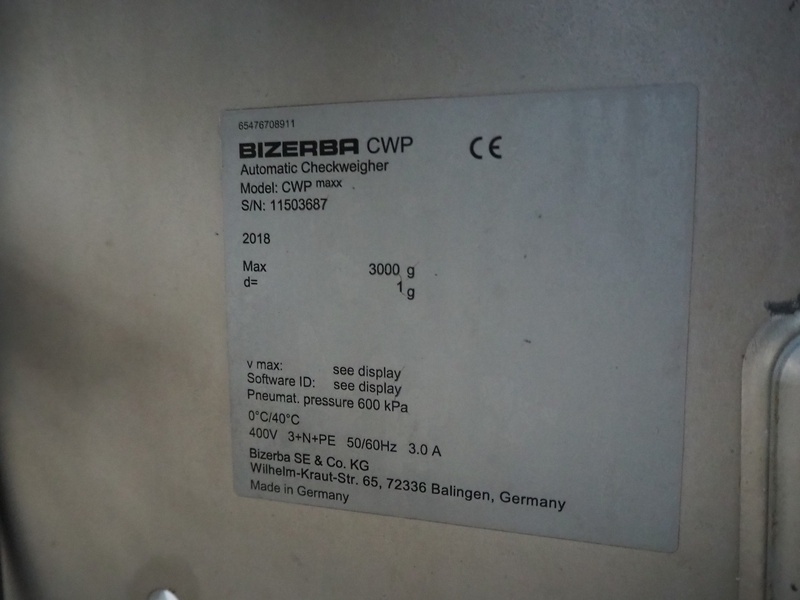 65476708911
BIZERBA CWP CE
Automatic Checkweigher
Model: CWP maxx
S/N: 11503687
2018
Max 3000 g
d= 1 g
v max: see display
Software ID: see display
Pneumat. pressure 600 kPa
0°C/40°C
400V 3+N+PE 50/60Hz 3.0 A
Bizerba SE & Co. KG
Wilhelm-Kraut-Str. 65, 72336 Balingen, Germany
Made in Germany